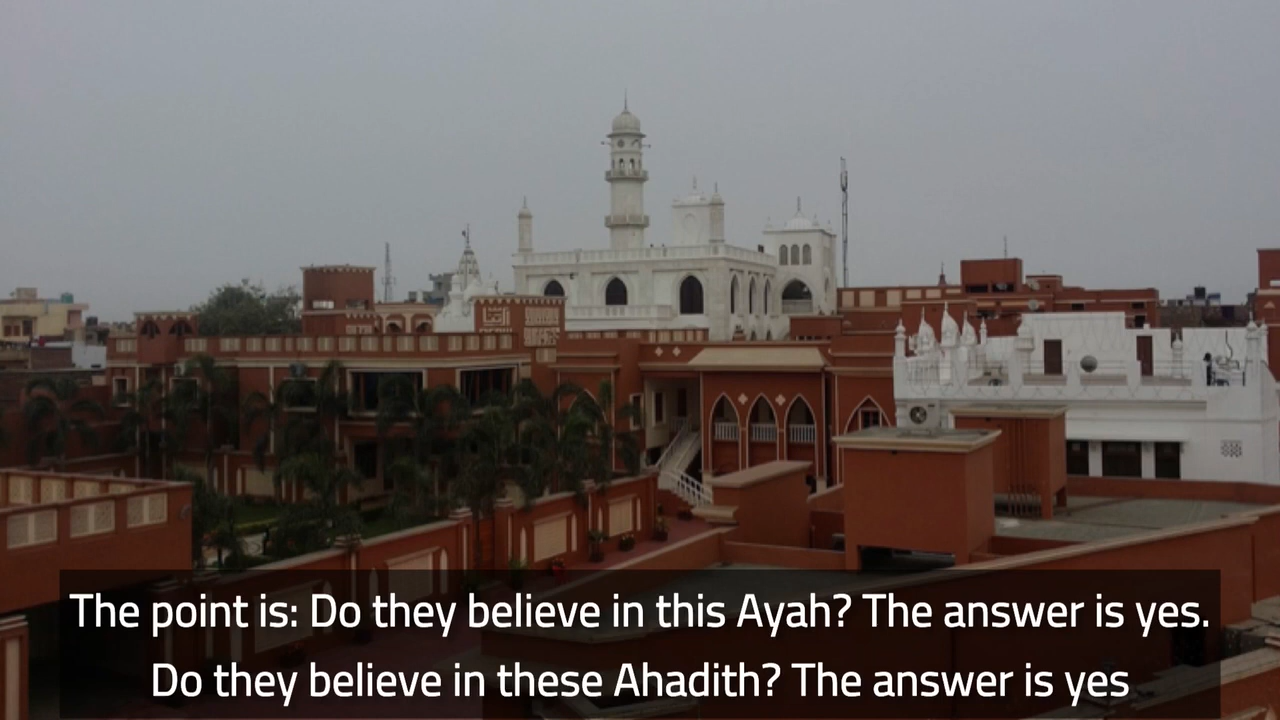 The point is: Do they believe in this Ayah? The answer is yes.
Do they believe in these Ahadith? The answer is yes